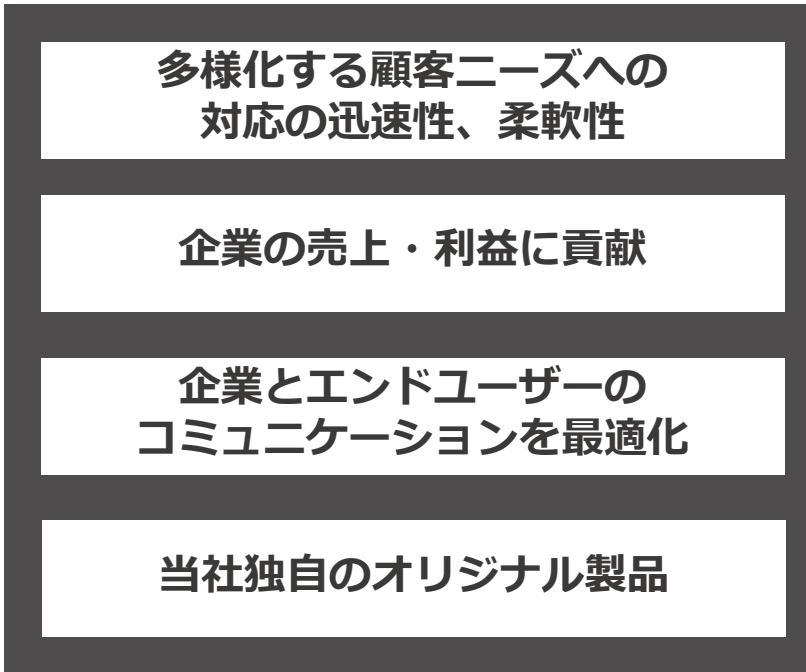 多様化する顧客ニーズへの
対応の迅速性、柔軟性
企業の売上・利益に貢献
企業とエンドユーザーの
コミュニケーションを最適化
当社独自のオリジナル製品